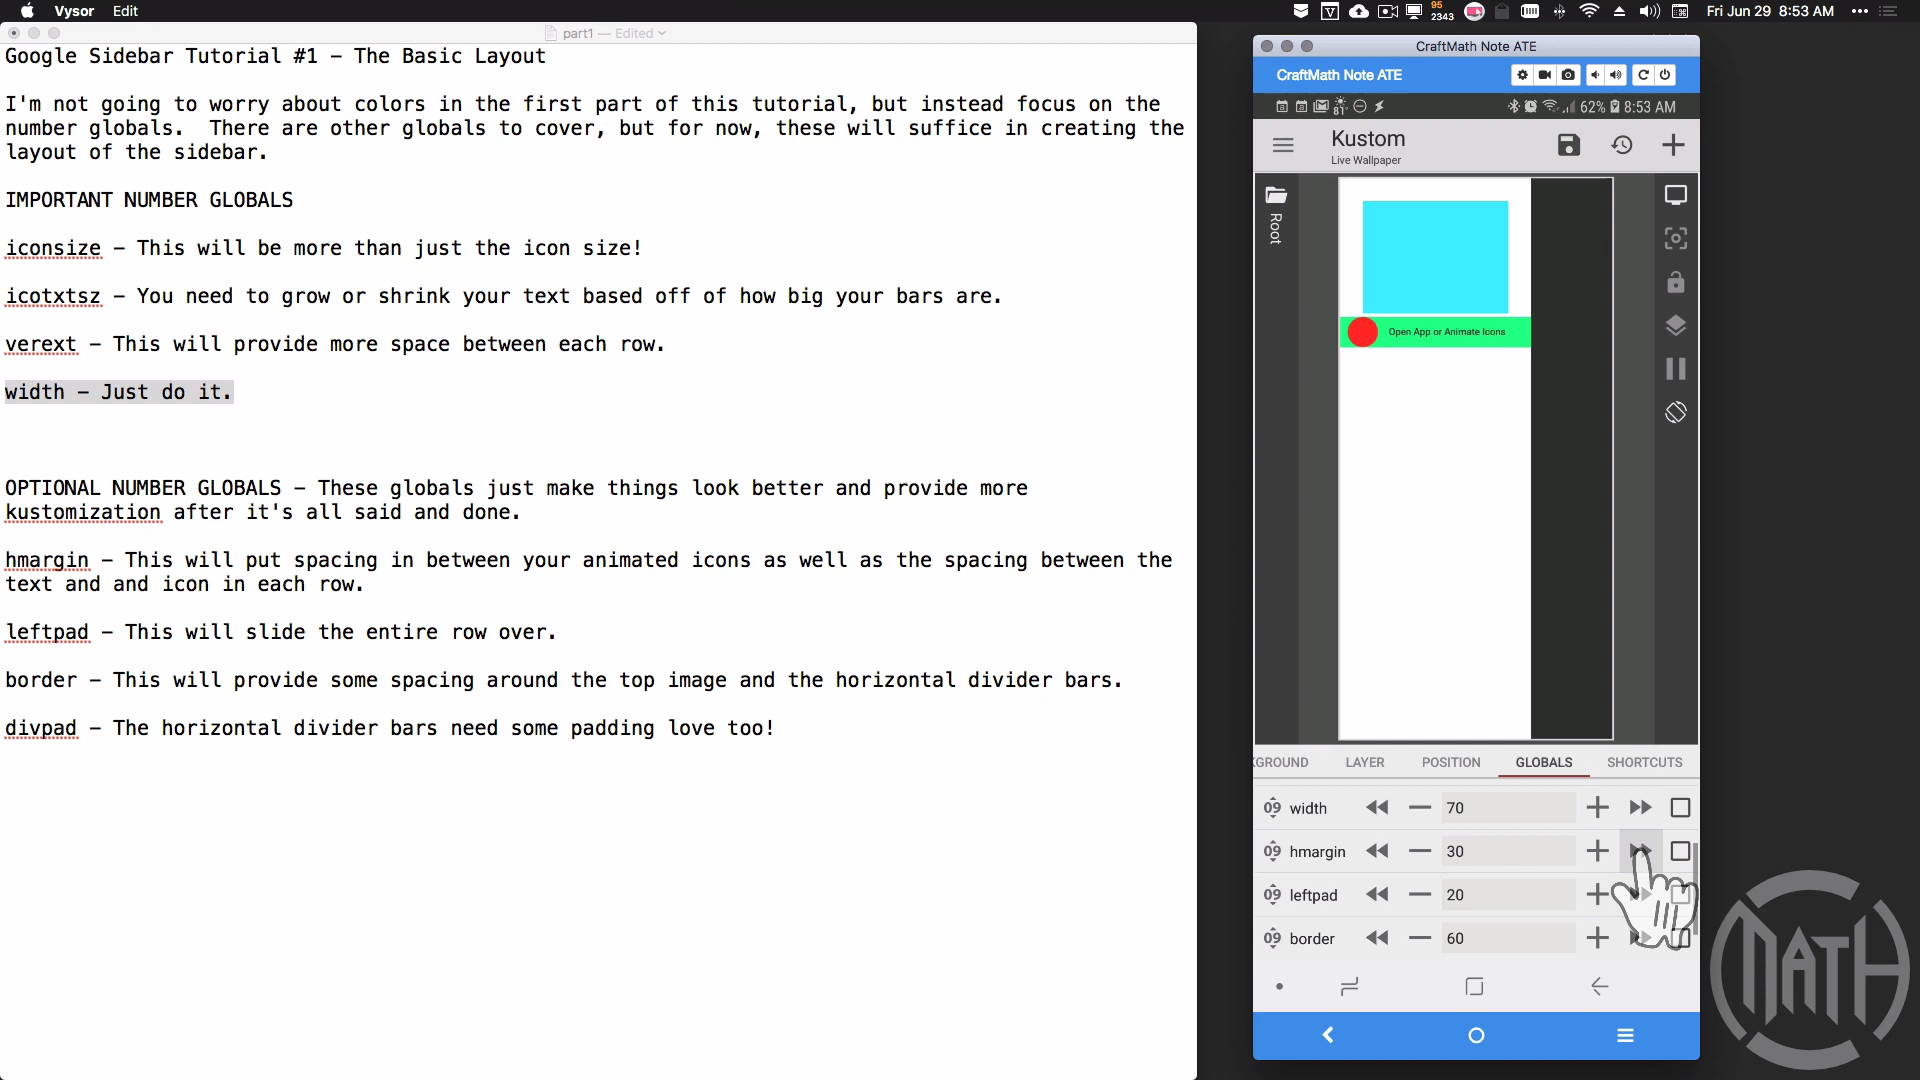 Vysor Edit
95
2343
Fri Jun 29 8:53 AM
part1 — Edited
Google Sidebar Tutorial #1 – The Basic Layout
I'm not going to worry about colors in the first part of this tutorial, but instead focus on the
number globals.  There are other globals to cover, but for now, these will suffice in creating the
layout of the sidebar.
IMPORTANT NUMBER GLOBALS
iconsize – This will be more than just the icon size!
icotxtsz – You need to grow or shrink your text based off of how big your bars are.
verext – This will provide more space between each row.
width – Just do it.
OPTIONAL NUMBER GLOBALS – These globals just make things look better and provide more
kustomization after it's all said and done.
hmargin – This will put spacing in between your animated icons as well as the spacing between the
text and and icon in each row.
leftpad – This will slide the entire row over.
border – This will provide some spacing around the top image and the horizontal divider bars.
divpad – The horizontal divider bars need some padding love too!
CraftMath Note ATE
CraftMath Note ATE
81
62% 8:53 AM
Kustom
Live Wallpaper
Root
Open App or Animate Icons
KGROUND LAYER POSITION GLOBALS SHORTCUTS
09 width 70
09 hmargin 30
09 leftpad 20
09 border 60
MATH